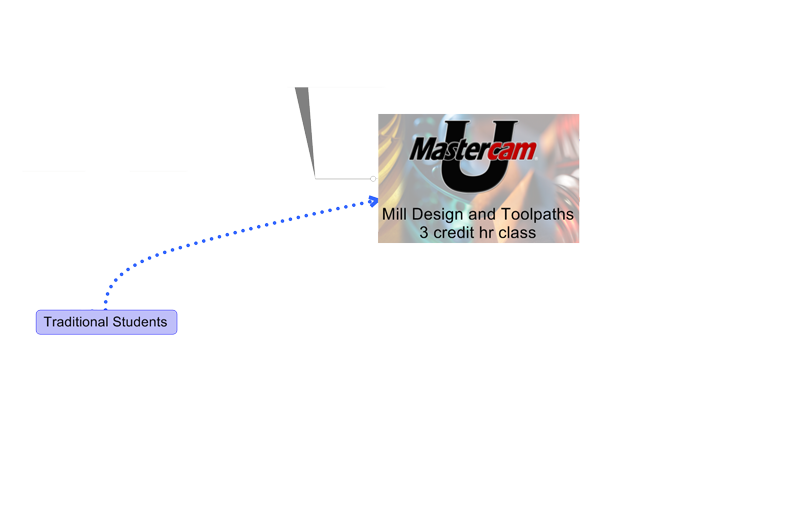 U
Mastercam
Mill Design and Toolpaths
3 credit hr class
Traditional Students